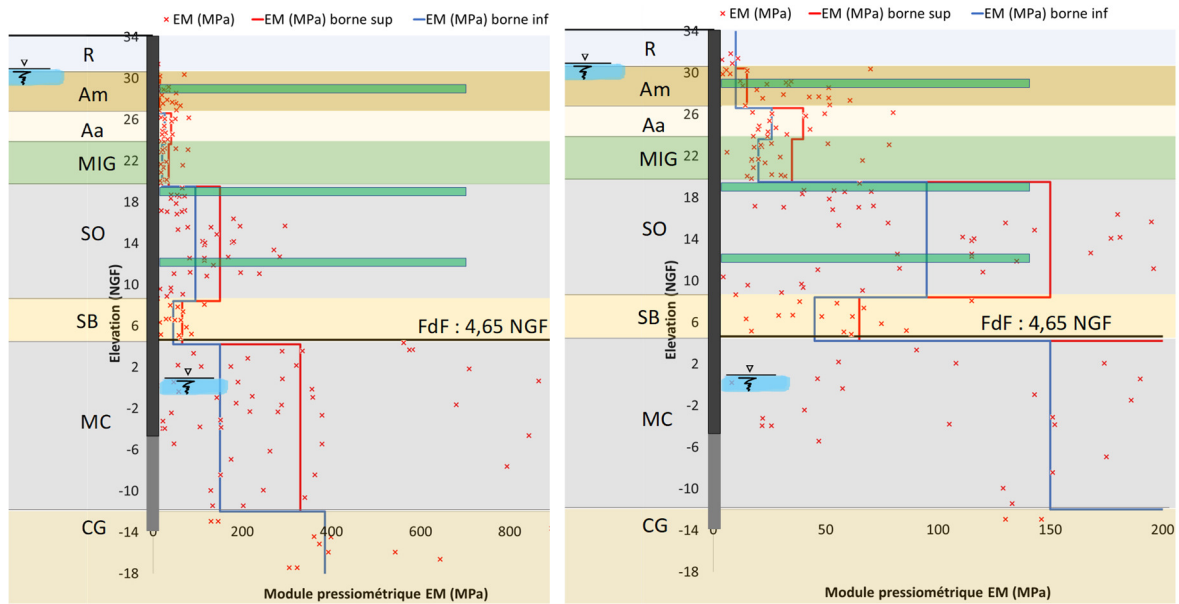 EM (MPa) EM (MPa) borne sup EM (MPa) borne inf
34
R
30
Am
26
Aa
MIG
22
18
SO
14
10
SB
6
FdF : 4,65 NGF
2
-2
MC
-6
-10
CG
-14
-18
0 200 400 600 800
Elevation (NGF)
Module pressiométrique EM (MPa)
EM (MPa) EM (MPa) borne sup EM (MPa) borne inf
34
R
30
Am
26
Aa
MIG
22
18
SO
14
10
SB
6
FdF : 4,65 NGF
2
-2
MC
-6
-10
CG
-14
-18
0 50 100 150 200
Elevation (NGF)
Module pressiométrique EM (MPa)